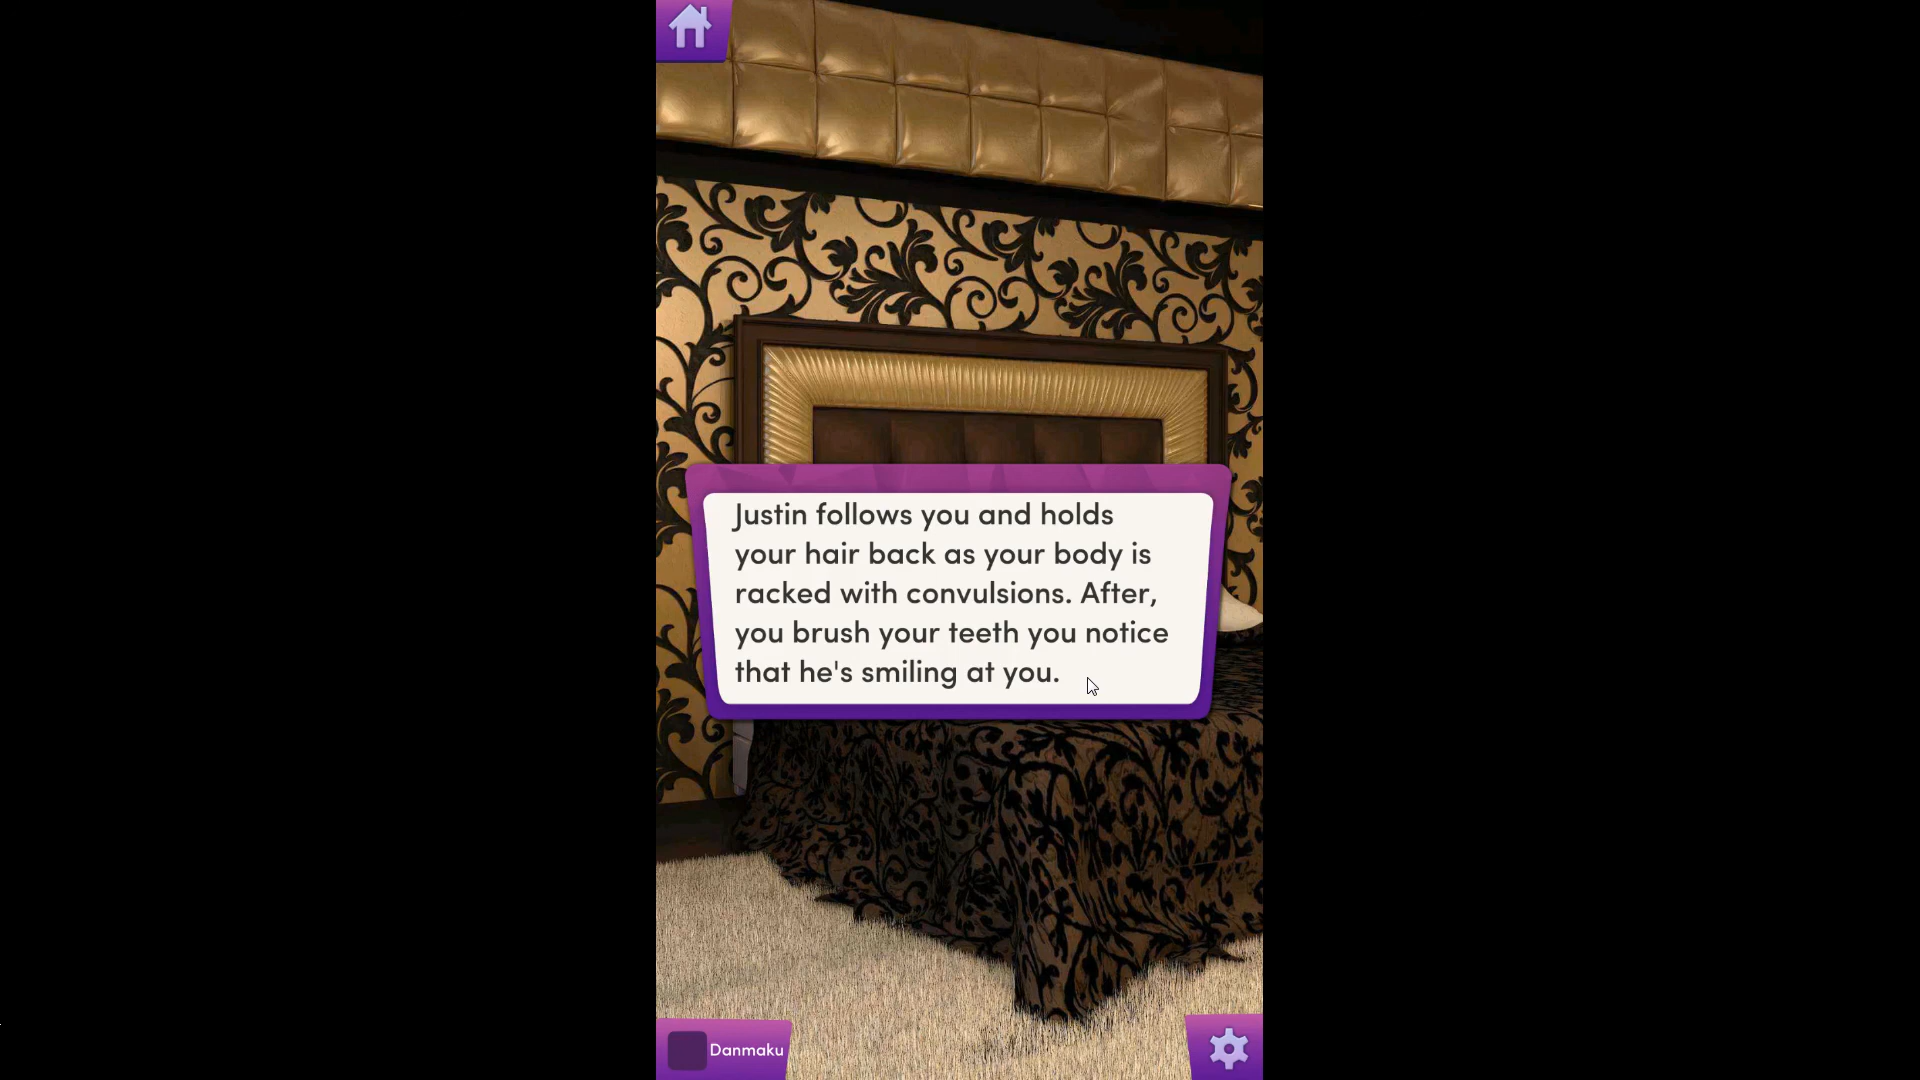 Justin follows you and holds
your hair back as your body is
racked with convulsions. After,
you brush your teeth you notice
that he's smiling at you.
Danmaku